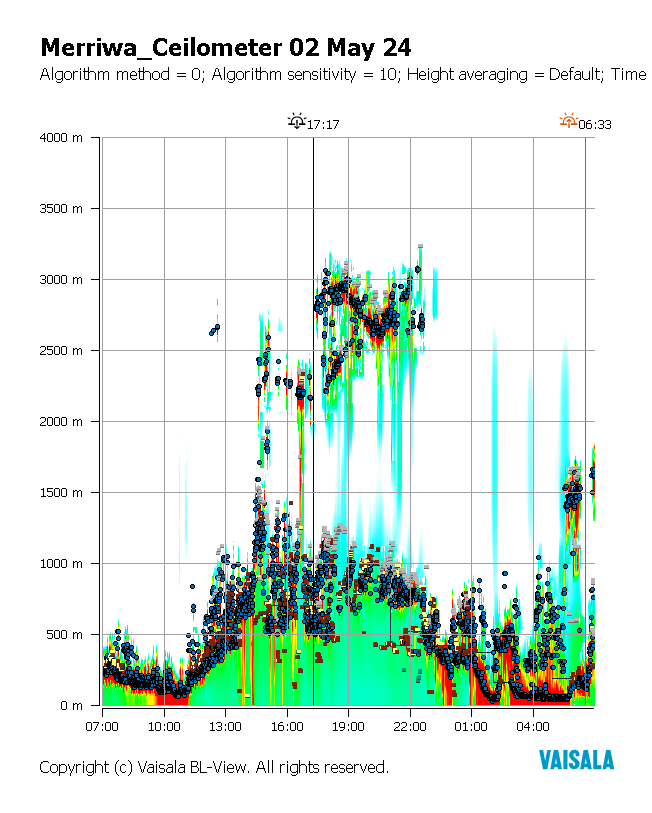 Merriwa_Ceilometer 02 May 24
Algorithm method = 0; Algorithm sensitivity = 10; Height averaging = Default; Time
17:17
06:33
4000 m
3500 m
3000 m
2500 m
2000 m
1500 m
1000 m
500 m
0 m
07:00 10:00 13:00 16:00 19:00 22:00 01:00 04:00
Copyright (c) Vaisala BL-View. All rights reserved.
VAISALA